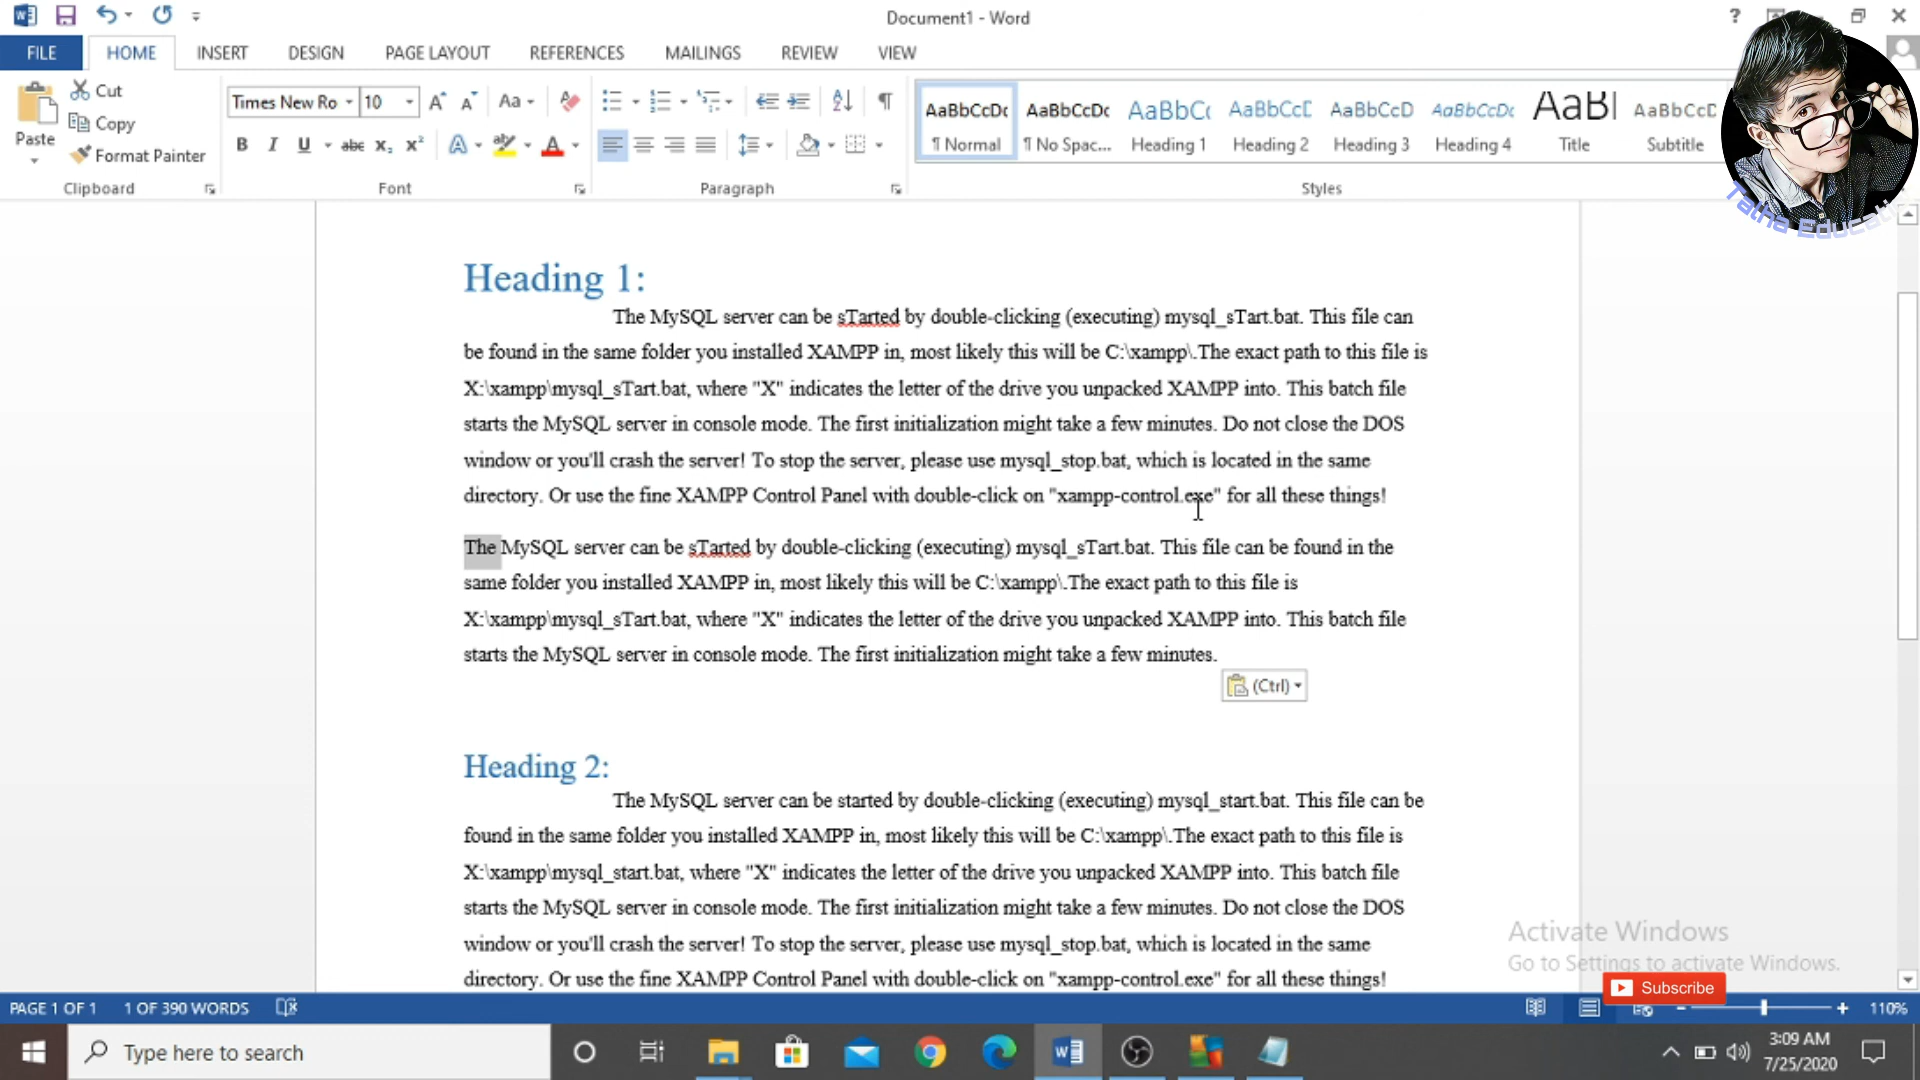 Document1 - Word
?
FILE
HOME
INSERT
DESIGN
PAGE LAYOUT
REFERENCES
MAILINGS
REVIEW
VIEW
Paste
Cut
Copy
Format Painter
Clipboard
Times New Ro
10
Font
Paragraph
AaBbCcDc
¶ Normal
AaBbCcDc
¶ No Spac...
AaBbC(
Heading 1
AaBbCcE
Heading 2
AaBbCcD
Heading 3
AaBbCcDc
Heading 4
AaB
Title
AaBbCcD
Subtitle
Styles
Talha Educati
Heading 1:
The MySQL server can be sTarted by double-clicking (executing) mysql_sTart.bat. This file can
be found in the same folder you installed XAMPP in, most likely this will be C:\xampp\.The exact path to this file is
X:\xampp\mysql_sTart.bat, where "X" indicates the letter of the drive you unpacked XAMPP into. This batch file
starts the MySQL server in console mode. The first initialization might take a few minutes. Do not close the DOS
window or you'll crash the server! To stop the server, please use mysql_stop.bat, which is located in the same
directory. Or use the fine XAMPP Control Panel with double-click on "xampp-control.exe" for all these things!
The MySQL server can be sTarted by double-clicking (executing) mysql_sTart.bat. This file can be found in the
same folder you installed XAMPP in, most likely this will be C:\xampp\.The exact path to this file is
X:\xampp\mysql_sTart.bat, where "X" indicates the letter of the drive you unpacked XAMPP into. This batch file
starts the MySQL server in console mode. The first initialization might take a few minutes.
(Ctrl)
Heading 2:
The MySQL server can be started by double-clicking (executing) mysql_start.bat. This file can be
found in the same folder you installed XAMPP in, most likely this will be C:\xampp\.The exact path to this file is
X:\xampp\mysql_start.bat, where "X" indicates the letter of the drive you unpacked XAMPP into. This batch file
starts the MySQL server in console mode. The first initialization might take a few minutes. Do not close the DOS
window or you'll crash the server! To stop the server, please use mysql_stop.bat, which is located in the same
directory. Or use the fine XAMPP Control Panel with double-click on "xampp-control.exe" for all these things!
Activate Windows
Go to Settings to activate Windows.
Subscribe
PAGE 1 OF 1
1 OF 390 WORDS
110%
Type here to search
3:09 AM
7/25/2020